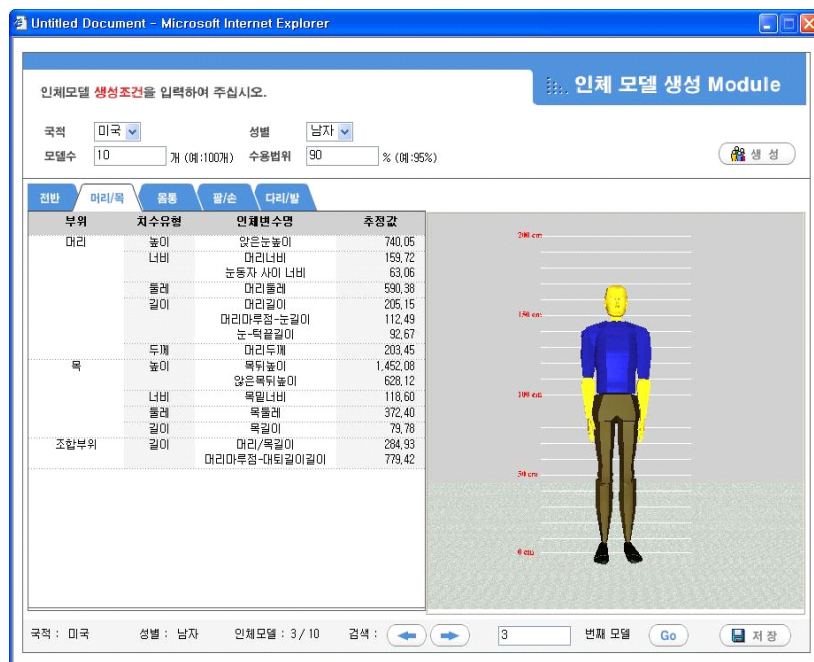 Untitled Document - Microsoft Internet Explorer
인체모델 생성조건을 입력하여 주십시오.
인체 모델 생성 Module
국적 미국 성별 남자
모델수 10 개 (예:100개) 수용범위 90 % (예:95%)
생 성
전반 머리/목 몸통 팔/손 다리/발
부위 치수유형 인체변수명 추정값
머리 높이 앉은눈높이 740,05
너비 머리너비 159,72
눈동자 사이 너비 63,06
둘레 머리둘레 590,38
길이 머리길이 205,15
머리마루점-눈길이 112,49
눈-턱끝길이 92,67
두께 머리두께 203,45
목 높이 목뒤높이 1,452,08
앉은목뒤높이 628,12
너비 목밑너비 118,60
둘레 목둘레 372,40
길이 목길이 79,78
조합부위 길이 머리/목길이 284,93
머리마루점-대퇴길이길이 779,42
200 cm
150 cm
100 cm
50 cm
0 cm
국적 : 미국 성별 : 남자 인체모델 : 3 / 10 검색 : 3 번째 모델 Go 저 장